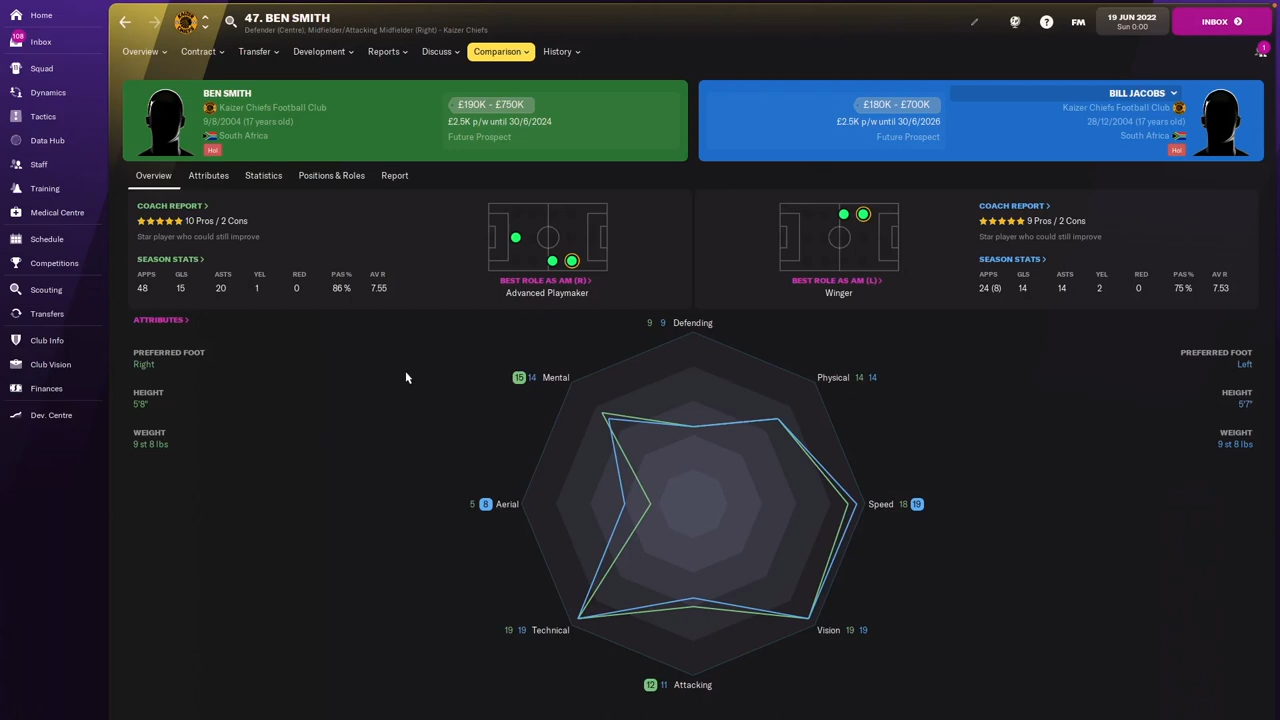 Home
108
Inbox
Squad
Dynamics
Tactics
Data Hub
Staff
Training
Medical Centre
Schedule
Competitions
Scouting
Transfers
Club Info
Club Vision
Finances
Dev. Centre
47. BEN SMITH
Defender (Centre), Midfielder/Attacking Midfielder (Right) - Kaizer Chiefs
FM
19 JUN 2022
Sun 0:00
INBOX
1
Overview
Contract
Transfer
Development
Reports
Discuss
Comparison
History
BEN SMITH
Kaizer Chiefs Football Club
9/8/2004 (17 years old)
South Africa
Hol
£190K - £750K
£2.5K p/w until 30/6/2024
Future Prospect
£180K - £700K
£2.5K p/w until 30/6/2026
Future Prospect
BILL JACOBS
Kaizer Chiefs Football Club
28/12/2004 (17 years old)
South Africa
Hol
Overview Attributes Statistics Positions & Roles Report
COACH REPORT
10 Pros / 2 Cons
Star player who could still improve
SEASON STATS
APPS GLS ASTS YEL RED PAS % AV R
48 15 20 1 0 86 % 7.55
BEST ROLE AS AM (R)
Advanced Playmaker
BEST ROLE AS AM (L)
Winger
COACH REPORT
9 Pros / 2 Cons
Star player who could still improve
SEASON STATS
APPS GLS ASTS YEL RED PAS % AV R
24 (8) 14 14 2 0 75 % 7.53
ATTRIBUTES
PREFERRED FOOT
Right
HEIGHT
5'8"
WEIGHT
9 st 8 lbs
9 9 Defending
15 14 Mental
Physical 14 14
5 8 Aerial
Speed 18 19
19 19 Technical
Vision 19 19
12 11 Attacking
PREFERRED FOOT
Left
HEIGHT
5'7"
WEIGHT
9 st 8 lbs